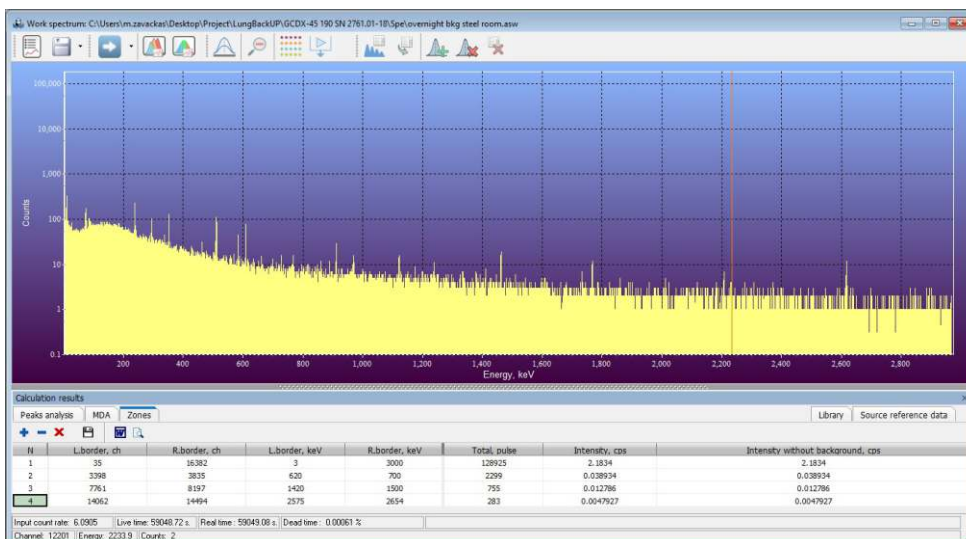 Work spectrum: C:\Users\m.zavackas\Desktop\Project\LungBackUP\GCDX-45 190 SN 2761.01-18\Spe\overnight bkg steel room.asw
100,000
10,000
1,000
100
10
1
0.1
Counts
200 400 600 800 1,000 1,200 1,400 1,600 1,800 2,000 2,200 2,400 2,600 2,800
Energy, keV
Calculation results
Peaks analysis MDA Zones Library Source reference data
N L.border, ch R.border, ch L.border, keV R.border, keV Total, pulse Intensity, cps Intensity without background, cps
1 35 16382 3 3000 128925 2.1834 2.1834
2 3398 3835 620 700 2299 0.038934 0.038934
3 7761 8197 1420 1500 755 0.012786 0.012786
4 14062 14494 2575 2654 283 0.0047927 0.0047927
Input count rate: 6.0905 Live time: 59048.72 s. Real time: 59049.08 s. Dead time: 0.00061 %
Channel: 12201 Energy: 2233.9 Counts: 2